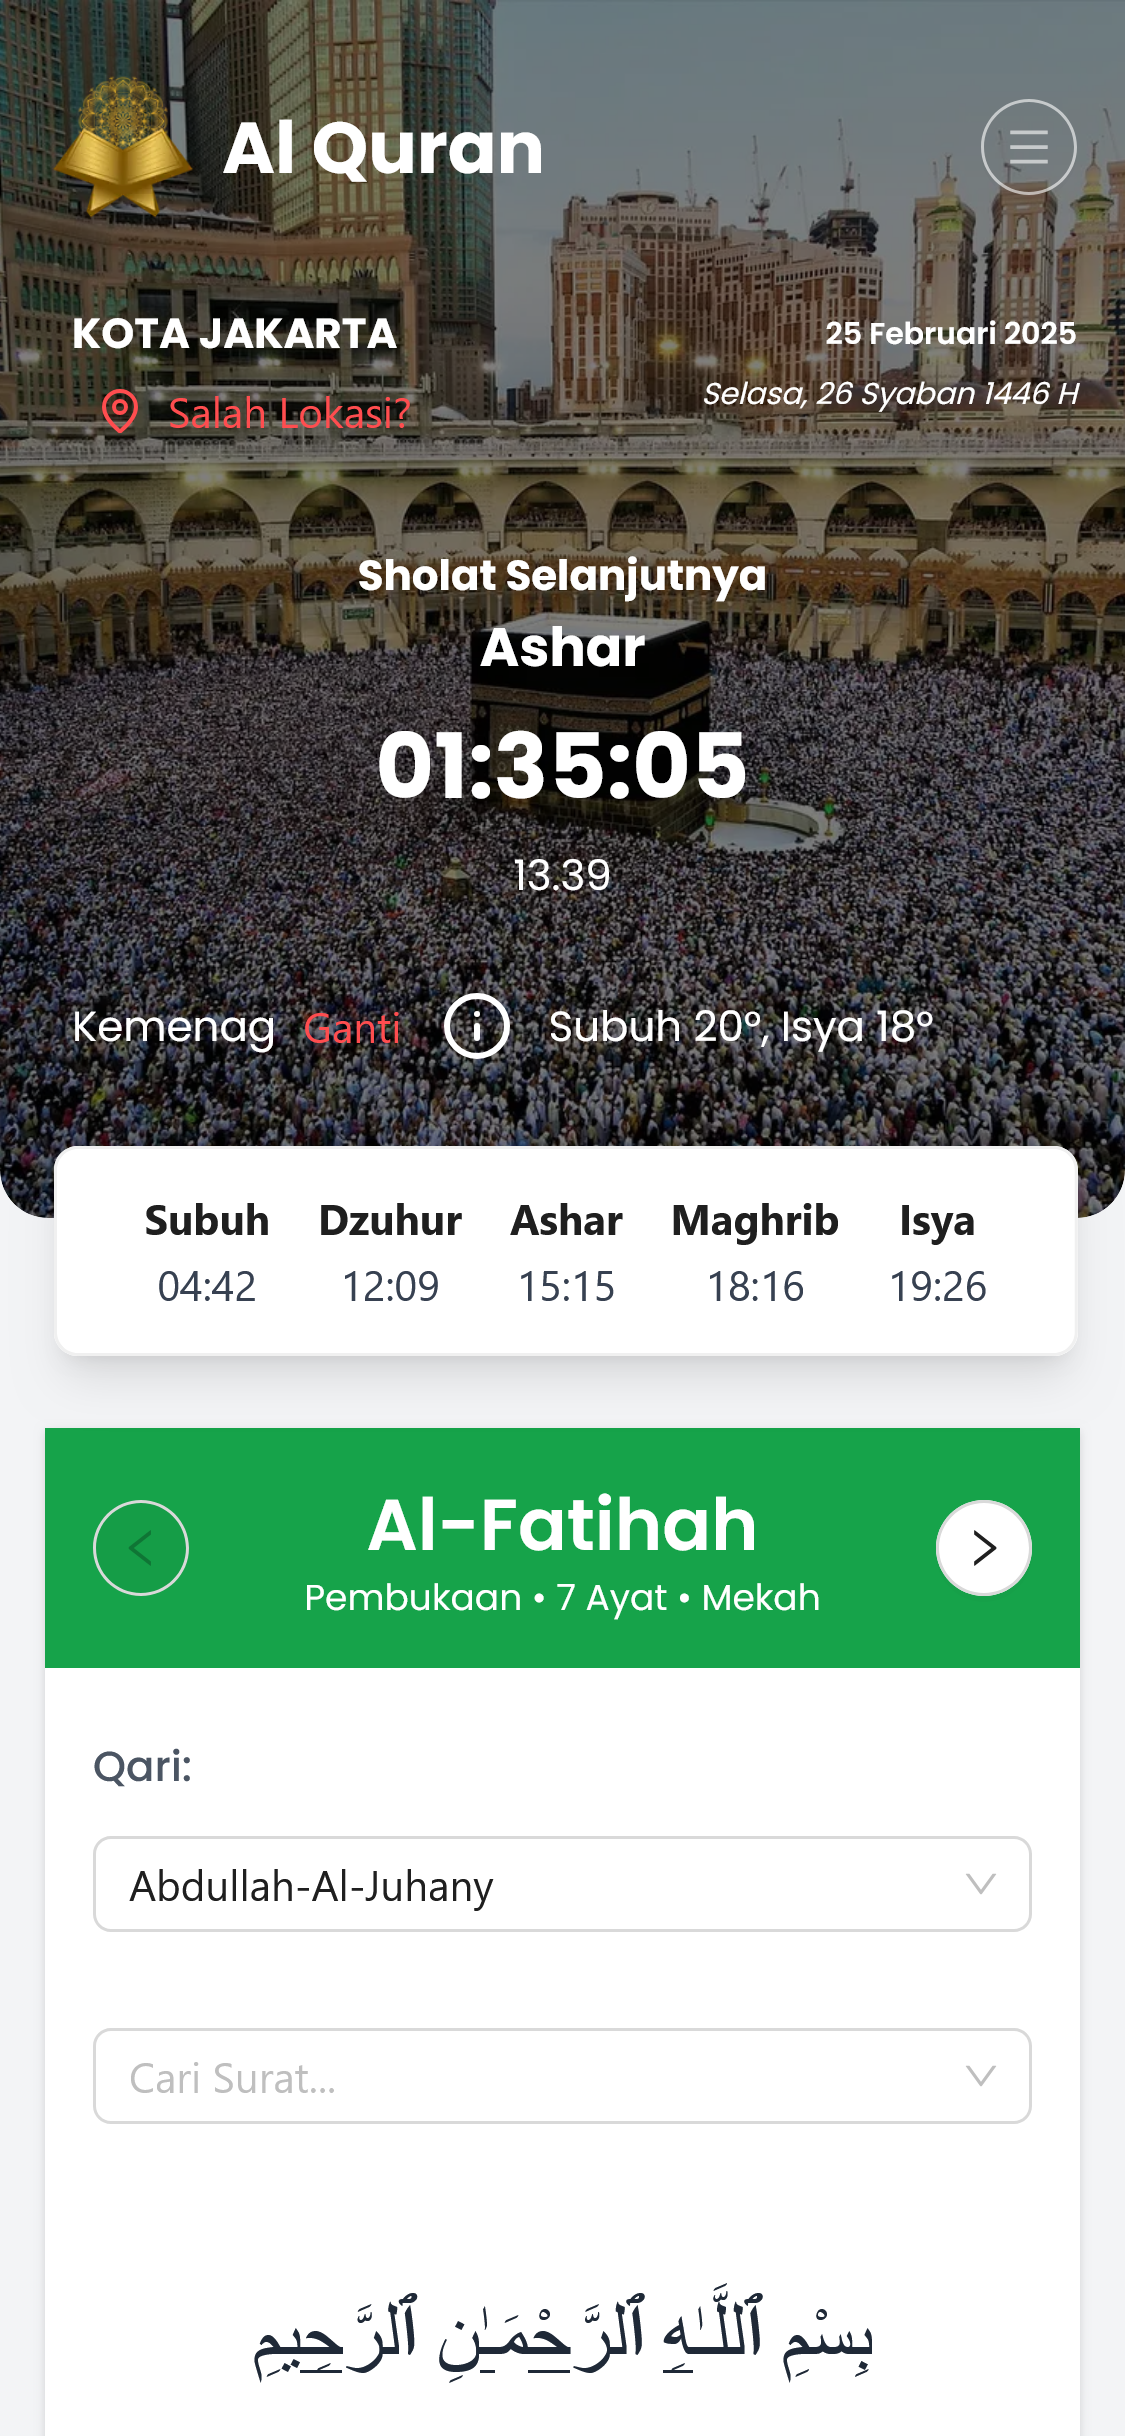 Al Quran
KOTA JAKARTA
25 Februari 2025
Salah Lokasi?
Selasa, 26 Syaban 1446 H
Sholat Selanjutnya
Ashar
01:35:05
13.39
Kemenag Ganti Subuh 20°, Isya 18°
Subuh Dzuhur Ashar Maghrib Isya
04:42 12:09 15:15 18:16 19:26
Al-Fatihah
Pembukaan • 7 Ayat • Mekah
Qari:
Abdullah-Al-Juhany
Cari Surat...
بِسْمِ ٱللَّـٰهِ ٱلرَّحْمَـٰنِ ٱلرَّحِيمِ